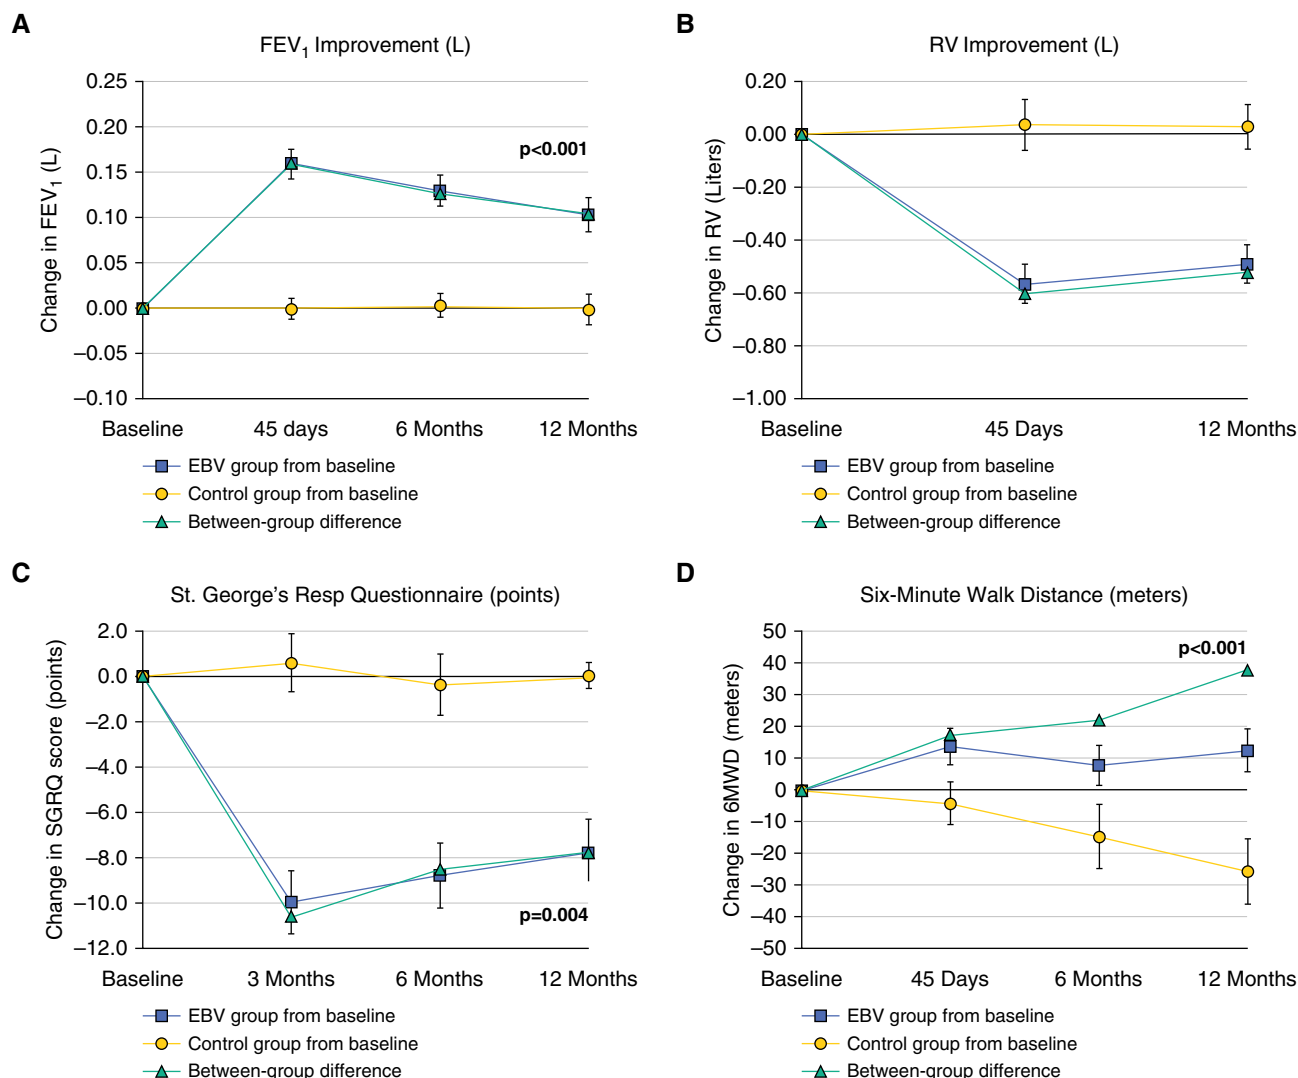 A
FEV1 Improvement (L)
Change in FEV1 (L)
0.25
0.20
0.15
0.10
0.05
0.00
–0.05
–0.10
p<0.001
Baseline 45 days 6 Months 12 Months
EBV group from baseline
Control group from baseline
Between-group difference
B
RV Improvement (L)
Change in RV (Liters)
0.20
0.00
–0.20
–0.40
–0.60
–0.80
–1.00
Baseline 45 Days 12 Months
EBV group from baseline
Control group from baseline
Between-group difference
C
St. George's Resp Questionnaire (points)
Change in SGRQ score (points)
2.0
0.0
–2.0
–4.0
–6.0
–8.0
–10.0
–12.0
p=0.004
Baseline 3 Months 6 Months 12 Months
EBV group from baseline
Control group from baseline
Between-group difference
D
Six-Minute Walk Distance (meters)
Change in 6MWD (meters)
50
40
30
20
10
0
–10
–20
–30
–40
–50
p<0.001
Baseline 45 Days 6 Months 12 Months
EBV group from baseline
Control group from baseline
Between-group difference